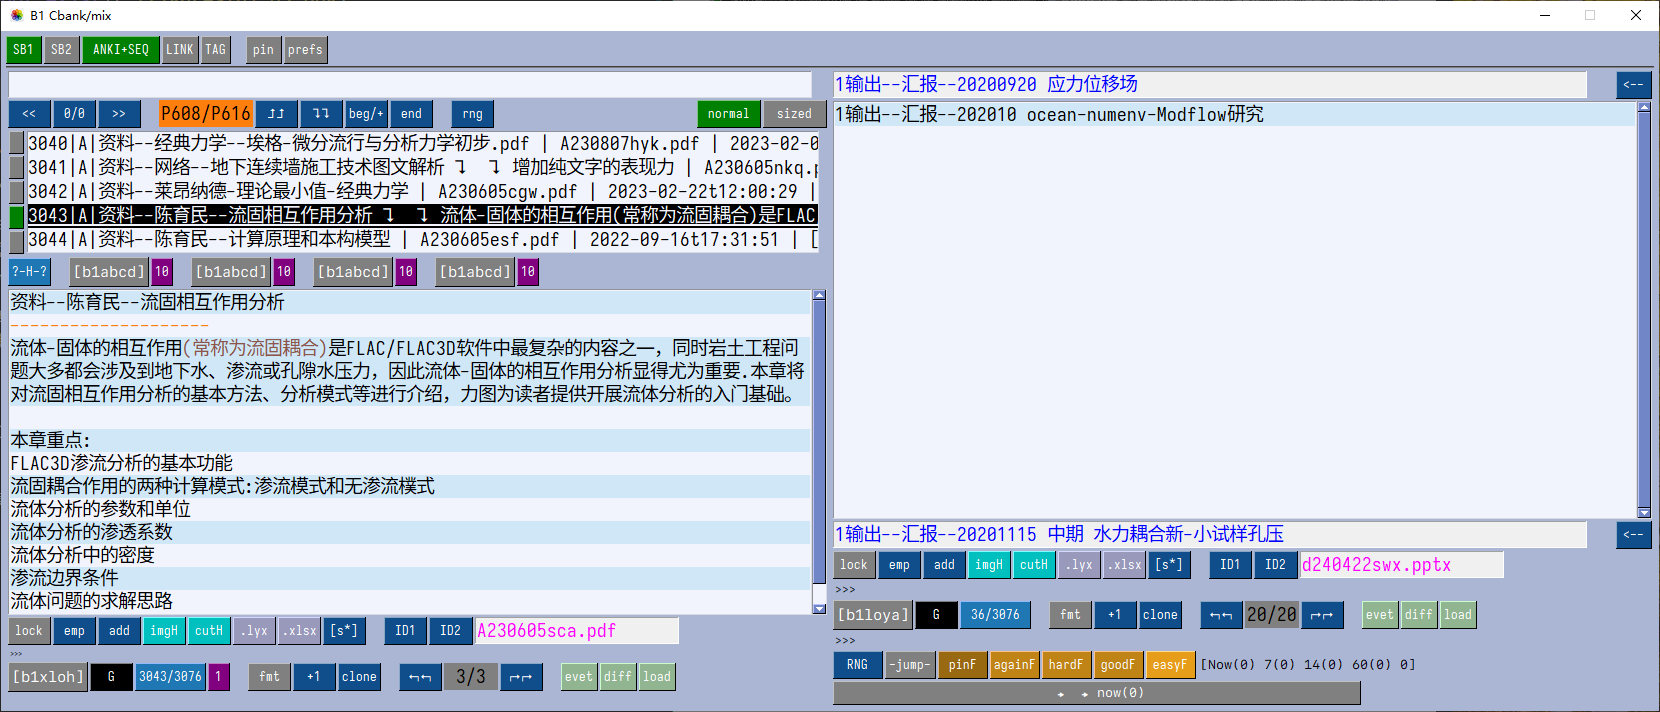 B1 Cbank/mix
SB1 SB2 ANKI+SEQ LINK TAG pin prefs
<< 0/0 >> P608/P616 beg/+ end rng normal sized
3040|A|资料--经典力学--埃格-微分流行与分析力学初步.pdf | A230807hyk.pdf | 2023-02-0
3041|A|资料--网络--地下连续墙施工技术图文解析 ↴ ↴ 增加纯文字的表现力 | A230605nkq.p
3042|A|资料--莱昂纳德-理论最小值-经典力学 | A230605cgw.pdf | 2023-02-22t12:00:29 |
3043|A|资料--陈育民--流固相互作用分析 ↴ ↴ 流体-固体的相互作用(常称为流固耦合)是FLAC
3044|A|资料--陈育民--计算原理和本构模型 | A230605esf.pdf | 2022-09-16t17:31:51 | [
?-H-? [b1abcd] 10 [b1abcd] 10 [b1abcd] 10 [b1abcd] 10
资料--陈育民--流固相互作用分析
--------------------
流体-固体的相互作用(常称为流固耦合)是FLAC/FLAC3D软件中最复杂的内容之一，同时岩土工程问
题大多都会涉及到地下水、渗流或孔隙水压力，因此流体-固体的相互作用分析显得尤为重要.本章将
对流固相互作用分析的基本方法、分析模式等进行介绍，力图为读者提供开展流体分析的入门基础。
本章重点:
FLAC3D渗流分析的基本功能
流固耦合作用的两种计算模式:渗流模式和无渗流模式
流体分析的参数和单位
流体分析的渗透系数
流体分析中的密度
渗流边界条件
流体问题的求解思路
lock emp add imgH cutH .lyx .xlsx [s*] ID1 ID2 A230605sca.pdf
>>>
[b1xloh] G 3043/3076 1 fmt +1 clone ↰↰ 3/3 ↱↱ evet diff load
1输出--汇报--20200920 应力位移场 <--
1输出--汇报--202010 ocean-numenv-Modflow研究
1输出--汇报--20201115 中期 水力耦合新-小试样孔压 <--
lock emp add imgH cutH .lyx .xlsx [s*] ID1 ID2 d240422swx.pptx
>>>
[b1loya] G 36/3076 fmt +1 clone ↰↰ 20/20 ↱↱ evet diff load
>>>
RNG -jump- pinF againF hardF goodF easyF [Now(0) 7(0) 14(0) 60(0) 0]
now(0)